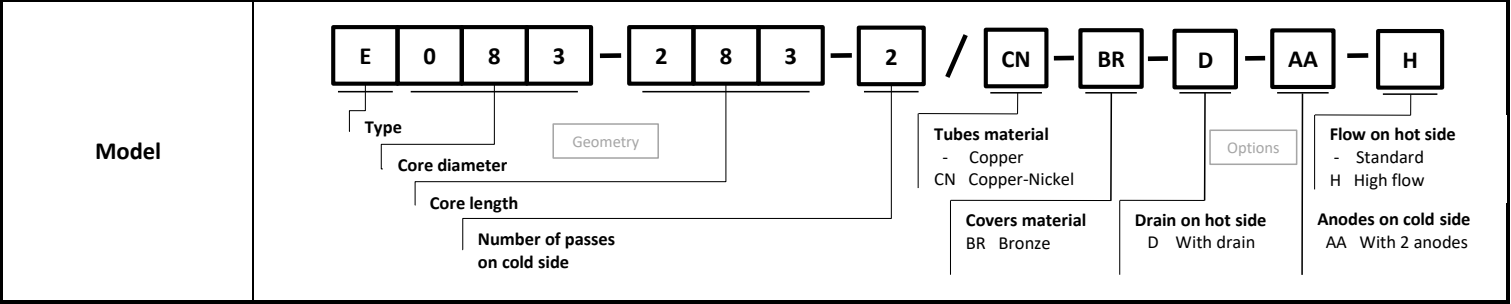 Model
E 0 8 3 - 2 8 3 - 2 / CN - BR - D - AA - H
Type
Geometry
Core diameter
Core length
Number of passes
on cold side
Tubes material
- Copper
CN Copper-Nickel
Covers material
BR Bronze
Options
Drain on hot side
D With drain
Flow on hot side
- Standard
H High flow
Anodes on cold side
AA With 2 anodes